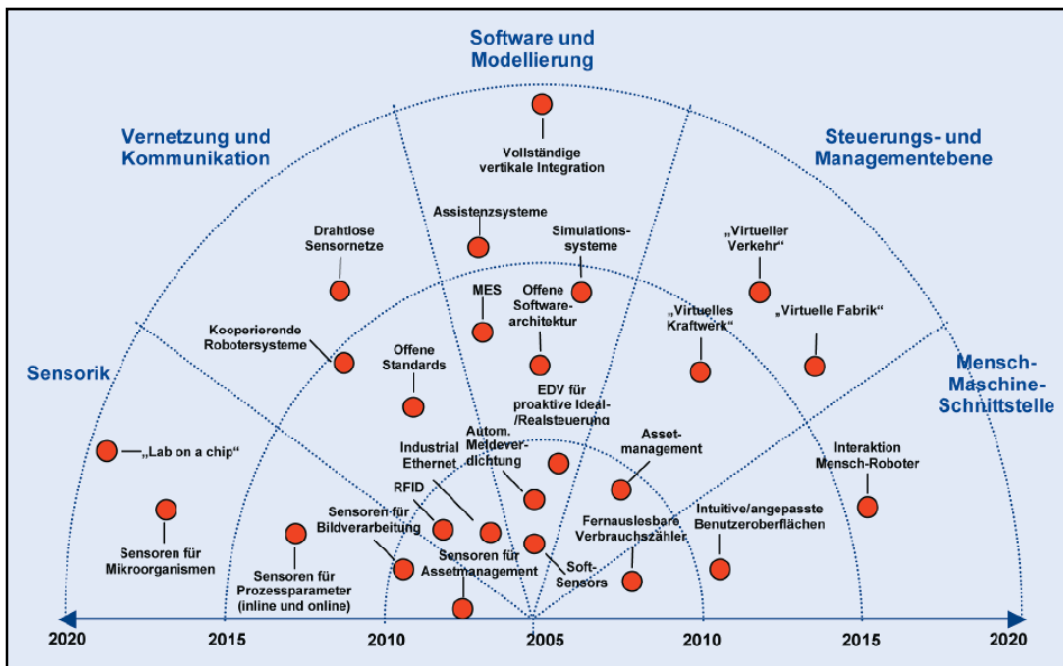 Software und
Modellierung
Vernetzung und
Kommunikation
Steuerungs- und
Managementebene
Vollständige
vertikale Integration
Assistenzsysteme
Drahtlose
Sensornetze
Simulations-
systeme
„Virtueller
Verkehr“
MES
Offene
Software-
architektur
„Virtuelles
Kraftwerk“
„Virtuelle Fabrik“
Kooperierende
Robotersysteme
Offene
Standards
Sensorik
Mensch-
Maschine-
Schnittstelle
EDV für
proaktive Ideal-
/Realsteuerung
Autom.
Meldever-
dichtung
Industrial
Ethernet
Asset-
management
Interaktion
Mensch-Roboter
„Lab on a chip“
RFID
Sensoren für
Bildverarbeitung
Fernauslesbare
Verbrauchszähler
Intuitive/angepasste
Benutzeroberflächen
Sensoren für
Mikroorganismen
Sensoren für
Prozessparameter
(inline und online)
Sensoren für
Assetmanagement
Soft-
Sensors
2020 2015 2010 2005 2010 2015 2020